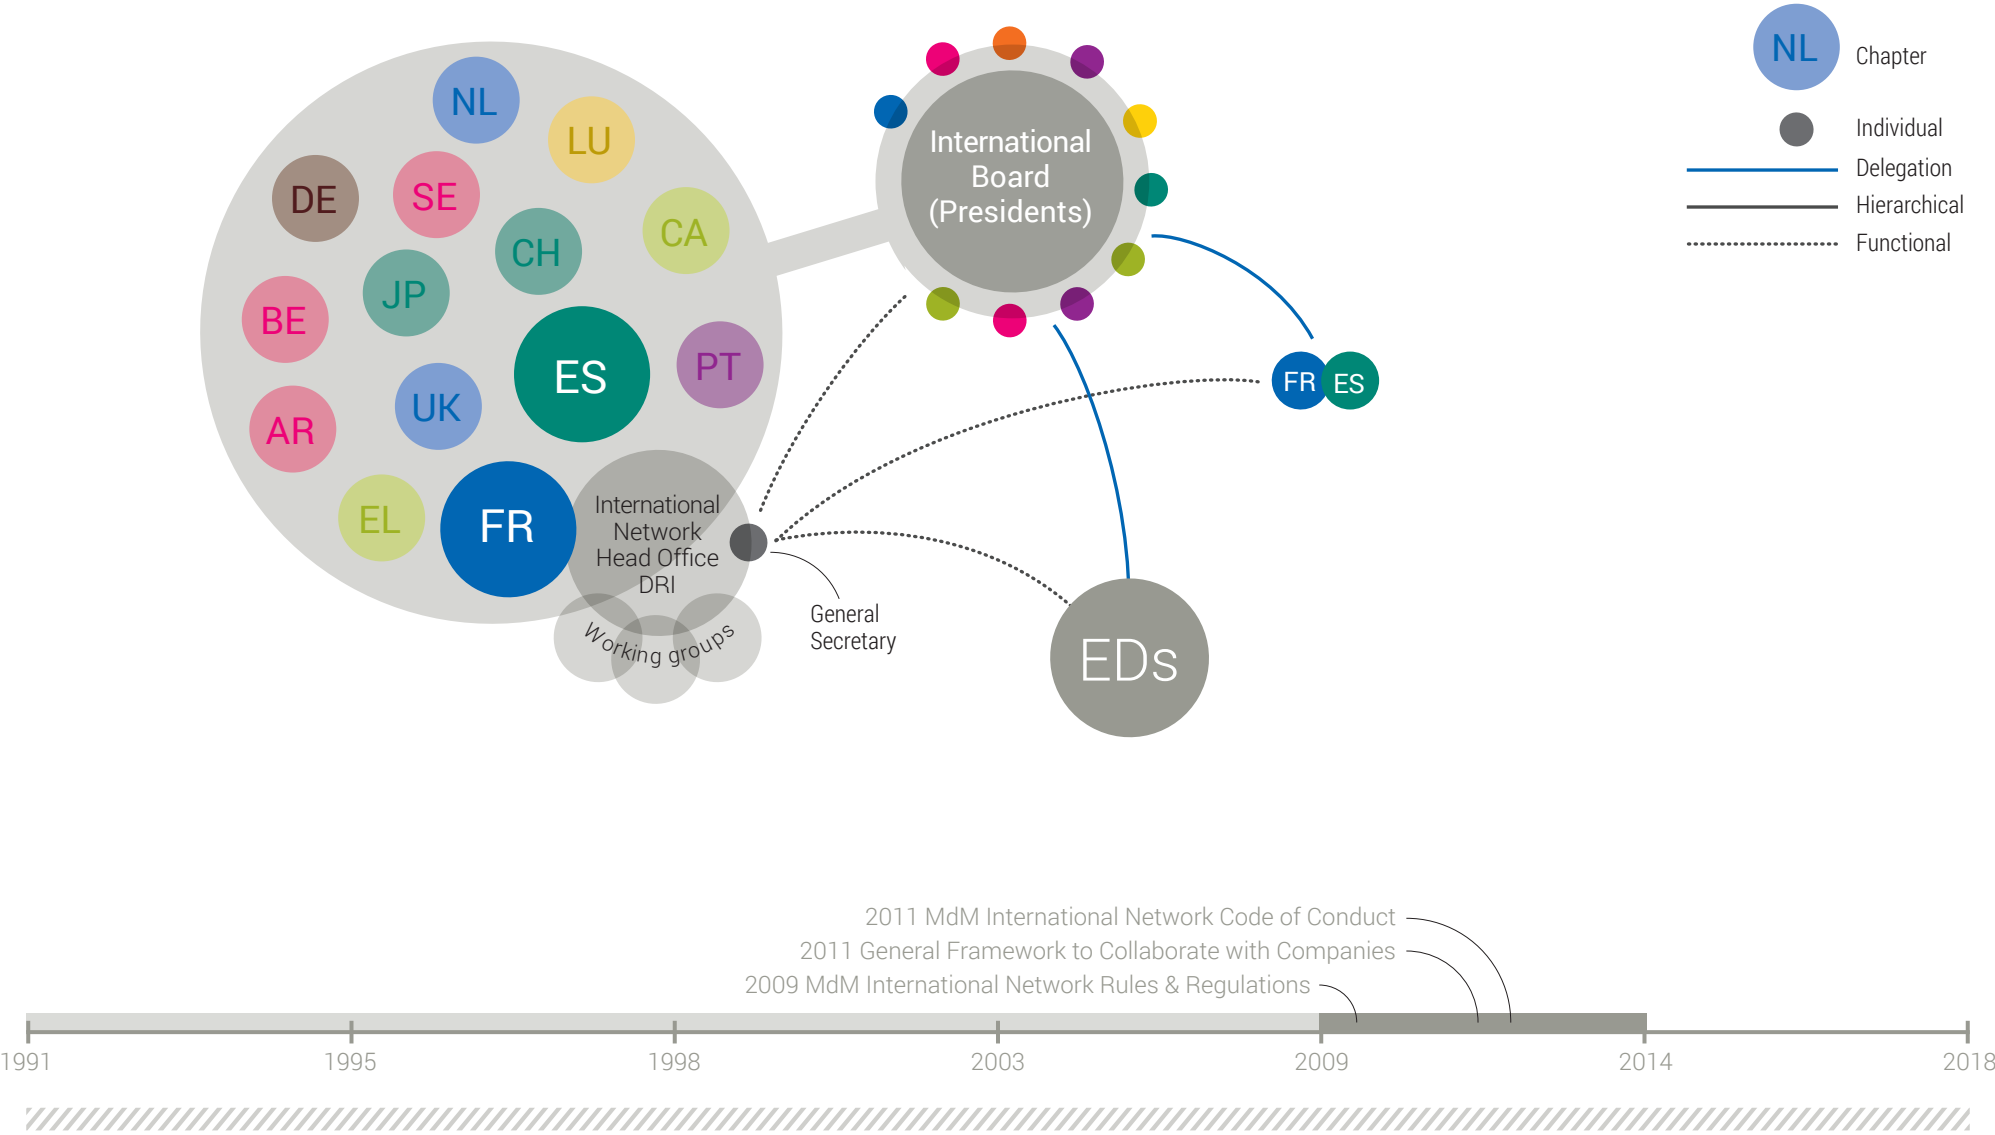 NL
LU
DE
SE
CH
CA
JP
BE
ES
PT
UK
AR
EL
FR
International
Network
Head Office
DRI
Working groups
General
Secretary
International
Board
(Presidents)
FR
ES
EDs
NL
Chapter
Individual
Delegation
Hierarchical
Functional
2011 MdM International Network Code of Conduct
2011 General Framework to Collaborate with Companies
2009 MdM International Network Rules & Regulations
1991
1995
1998
2003
2009
2014
2018